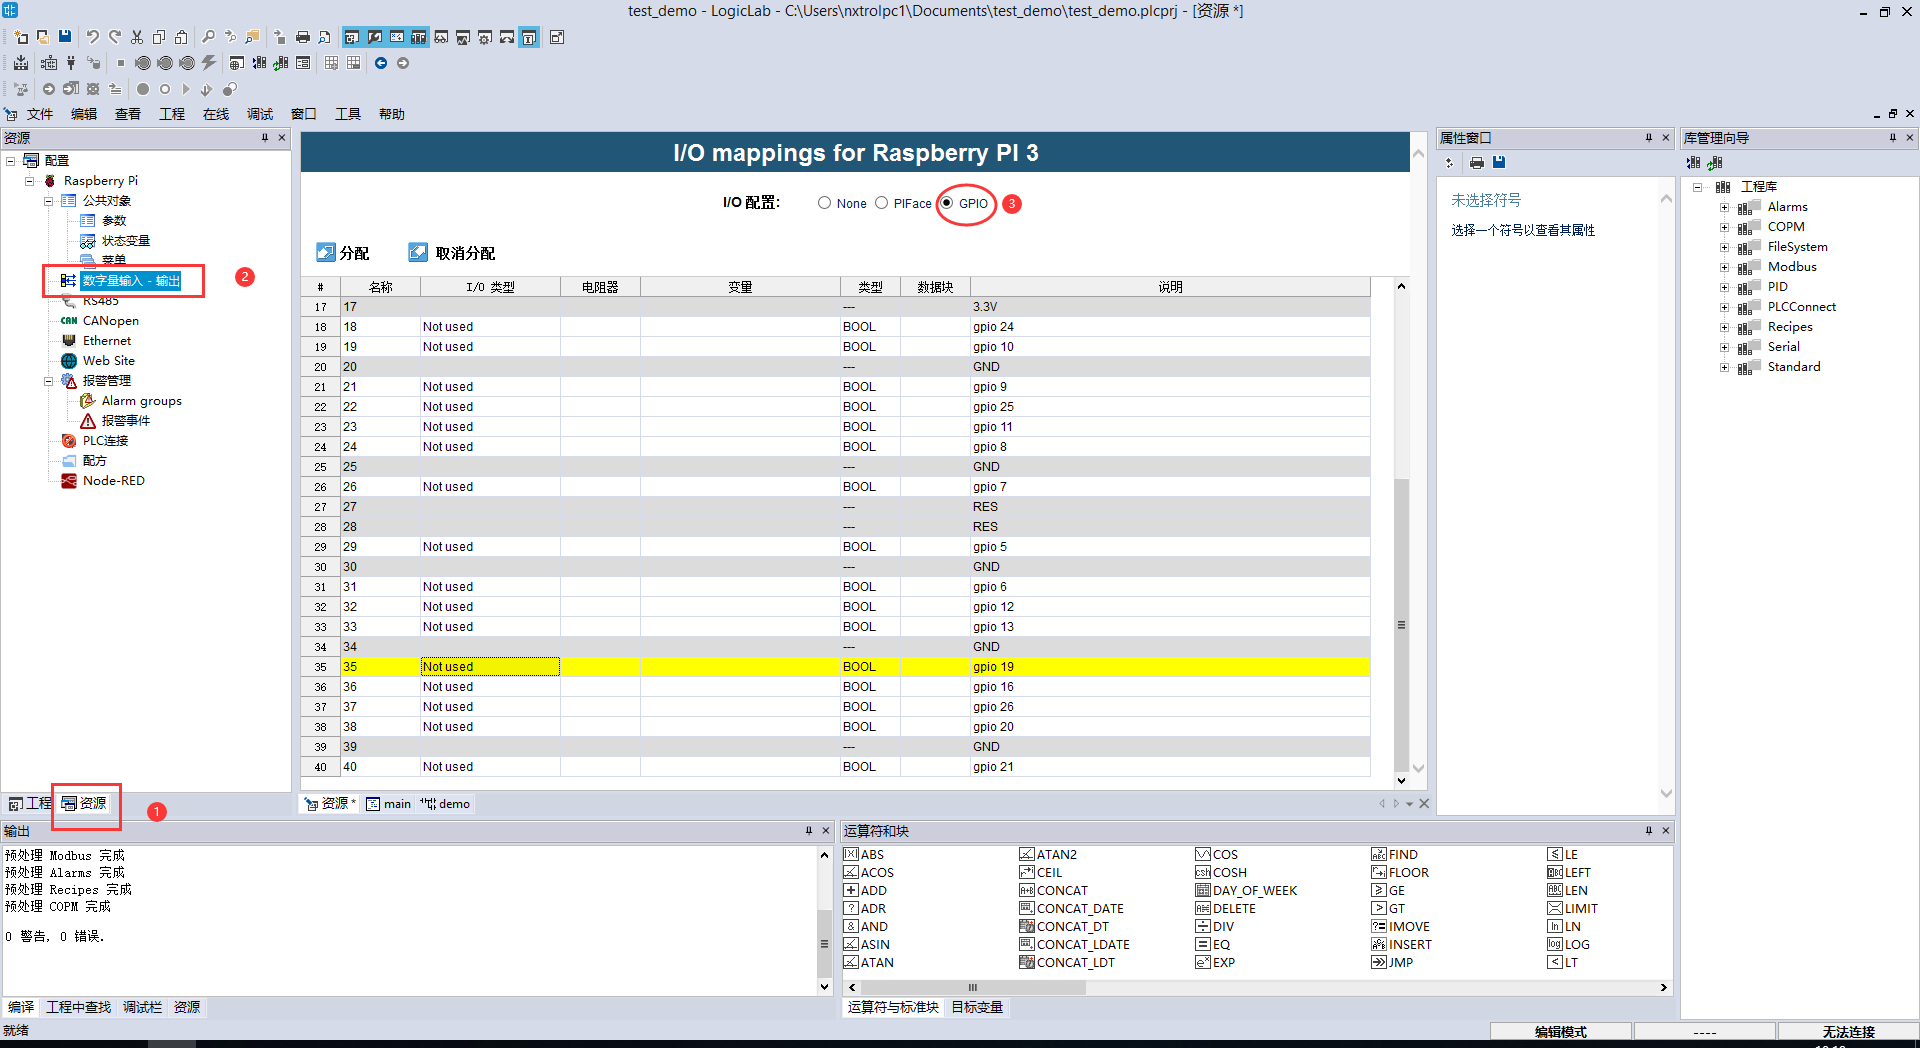 test_demo - LogicLab - C:\Users\nxtrolpc1\Documents\test_demo\test_demo.plcprj - [资源 *]
文件 编辑 查看 工程 在线 调试 窗口 工具 帮助
资源
配置
Raspberry Pi
公共对象
参数
状态变量
菜单
数字量输入 - 输出
2
RS485
CAN CANopen
Ethernet
Web Site
报警管理
Alarm groups
报警事件
PLC连接
配方
Node-RED
工程 资源
1
I/O mappings for Raspberry PI 3
I/O 配置: None PIFace GPIO 3
分配 取消分配
# 名称 I/O 类型 电阻器 变量 类型 数据块 说明
17 17 --- 3.3V
18 18 Not used BOOL gpio 24
19 19 Not used BOOL gpio 10
20 20 --- GND
21 21 Not used BOOL gpio 9
22 22 Not used BOOL gpio 25
23 23 Not used BOOL gpio 11
24 24 Not used BOOL gpio 8
25 25 --- GND
26 26 Not used BOOL gpio 7
27 27 --- RES
28 28 --- RES
29 29 Not used BOOL gpio 5
30 30 --- GND
31 31 Not used BOOL gpio 6
32 32 Not used BOOL gpio 12
33 33 Not used BOOL gpio 13
34 34 --- GND
35 35 Not used BOOL gpio 19
36 36 Not used BOOL gpio 16
37 37 Not used BOOL gpio 26
38 38 Not used BOOL gpio 20
39 39 --- GND
40 40 Not used BOOL gpio 21
资源 * main demo
属性窗口
未选择符号
选择一个符号以查看其属性
库管理向导
工程库
Alarms
COPM
FileSystem
Modbus
PID
PLCConnect
Recipes
Serial
Standard
输出
预处理 Modbus 完成
预处理 Alarms 完成
预处理 Recipes 完成
预处理 COPM 完成
0 警告, 0 错误.
编译 工程中查找 调试栏 资源
运算符和块
ABS ATAN2 COS FIND LE
ACOS CEIL COSH FLOOR LEFT
ADD CONCAT DAY_OF_WEEK GE LEN
ADR CONCAT_DATE DELETE GT LIMIT
AND CONCAT_DT DIV IMOVE LN
ASIN CONCAT_LDATE EQ INSERT LOG
ATAN CONCAT_LDT EXP JMP LT
运算符与标准块 目标变量
就绪 编辑模式 ---- 无法连接